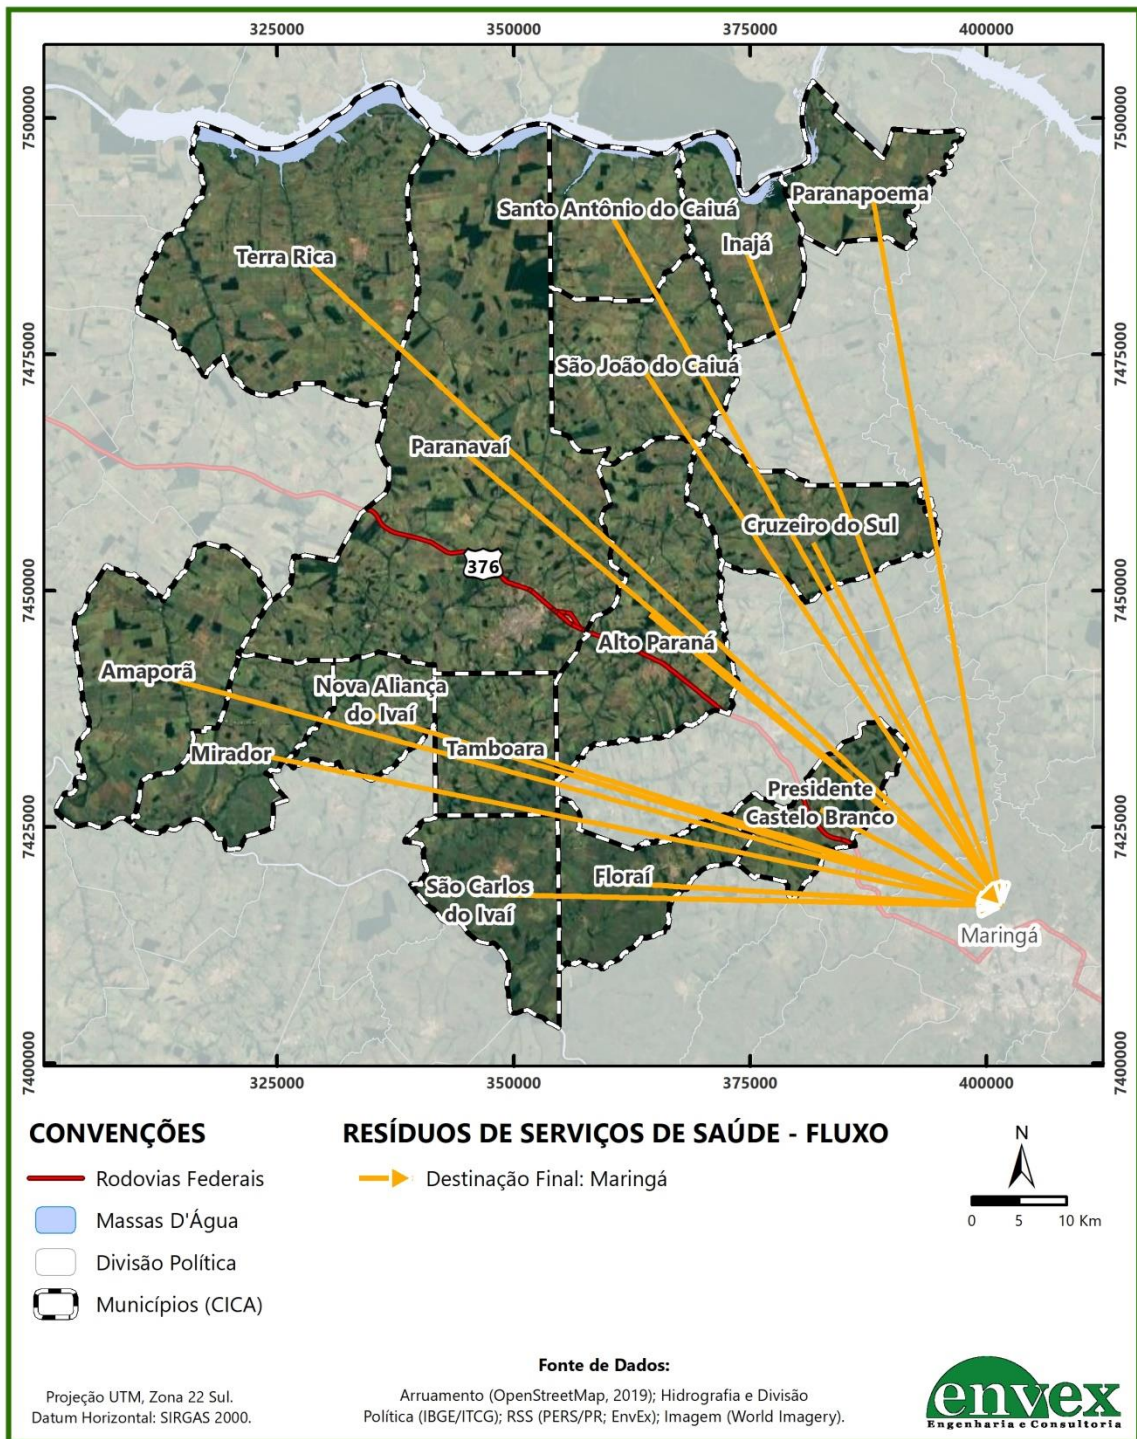 325000 350000 375000 400000
7500000 7500000
7475000 7475000
7450000 7450000
7425000 7425000
7400000 7400000
Paranapoema
Santo Antônio do Caiuá
Inajá
Terra Rica
São João do Caiuá
Paranavaí
Cruzeiro do Sul
376
Alto Paraná
Amaporã
Nova Aliança
do Ivaí
Mirador
Tamboara
Presidente
Castelo Branco
Floraí
São Carlos
do Ivaí
Maringá
325000 350000 375000 400000
CONVENÇÕES
Rodovias Federais
Massas D'Água
Divisão Política
Municípios (CICA)
RESÍDUOS DE SERVIÇOS DE SAÚDE - FLUXO
Destinação Final: Maringá
N
0 5 10 Km
Projeção UTM, Zona 22 Sul.
Datum Horizontal: SIRGAS 2000.
Fonte de Dados:
Arruamento (OpenStreetMap, 2019); Hidrografia e Divisão
Política (IBGE/ITCG); RSS (PERS/PR; EnvEx); Imagem (World Imagery).
envex
Engenharia e Consultoria